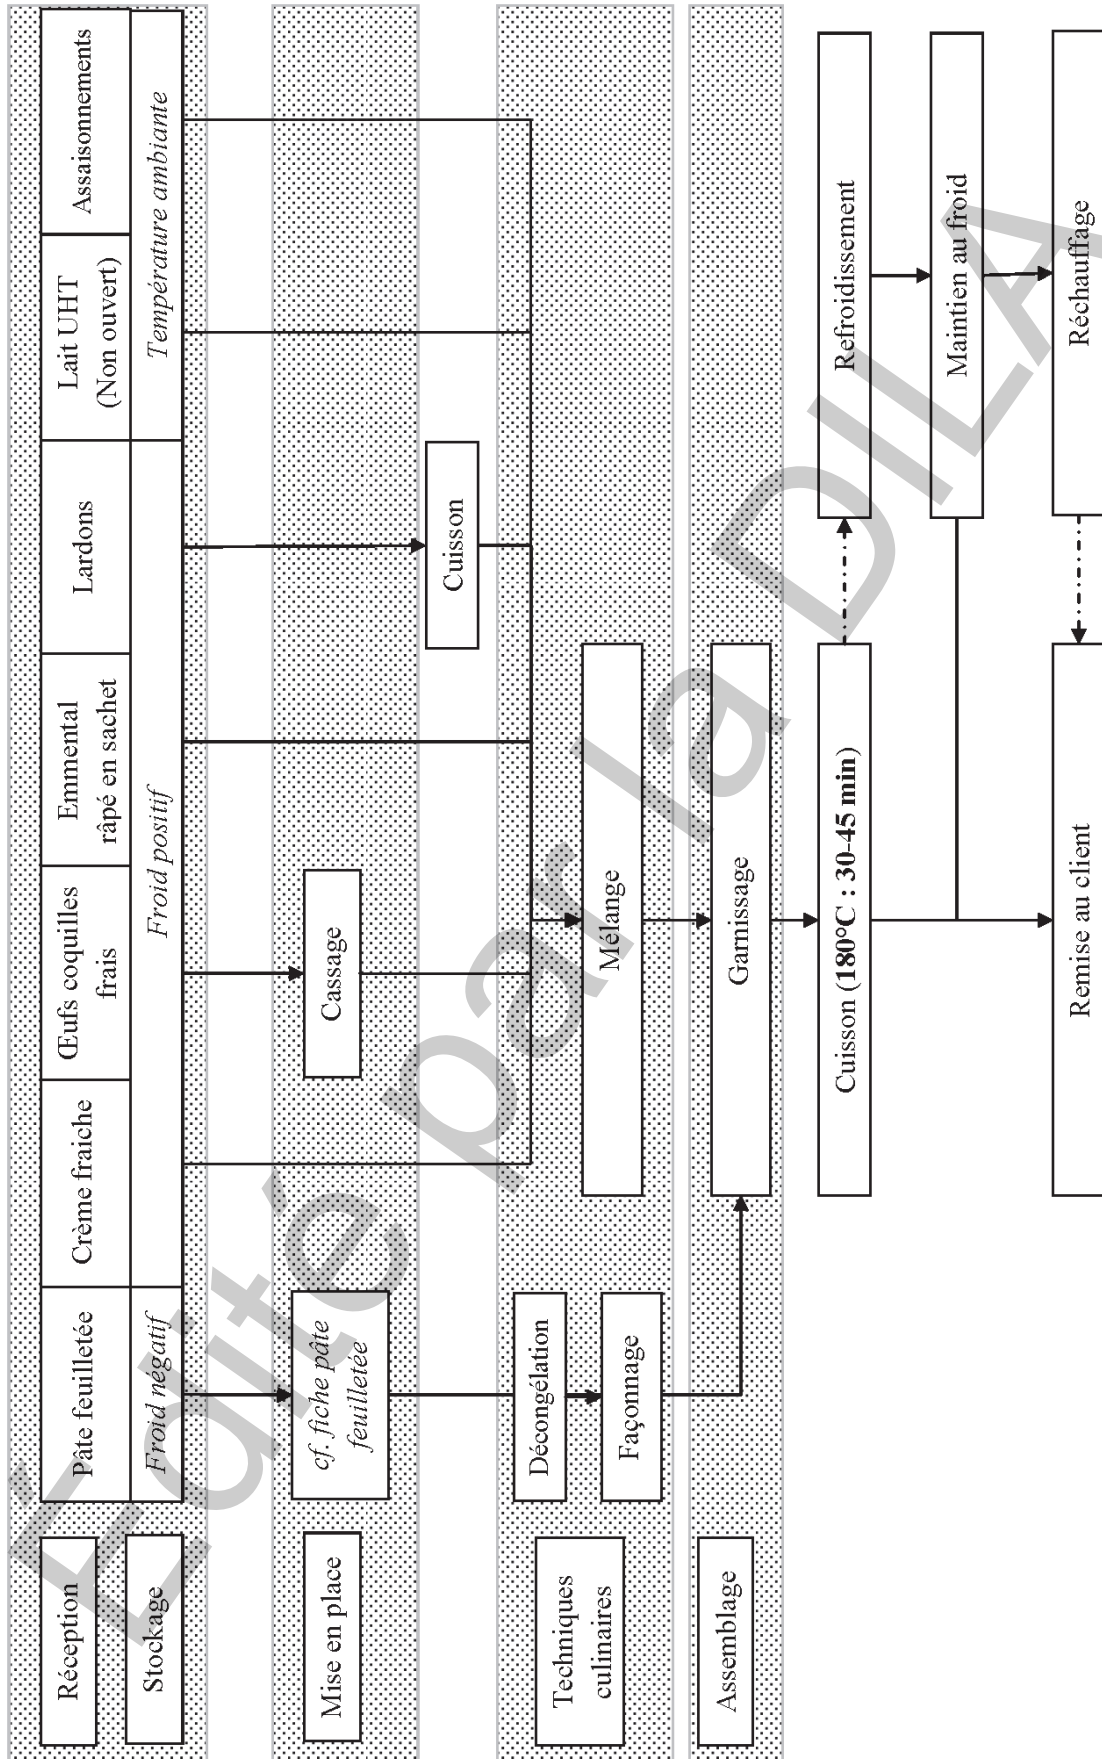 Réception
Pâte feuilletée
Crème fraiche
Œufs coquilles
frais
Emmental
râpé en sachet
Lardons
Lait UHT
(Non ouvert)
Assaisonnements
Stockage
Froid négatif
Froid positif
Température ambiante
Mise en place
cf. fiche pâte
feuilletée
Cassage
Cuisson
Techniques
culinaires
Décongélation
Façonnage
Mélange
Assemblage
Garnissage
Cuisson (180°C : 30-45 min)
Refroidissement
Maintien au froid
Remise au client
Réchauffage
Édité par la DILA